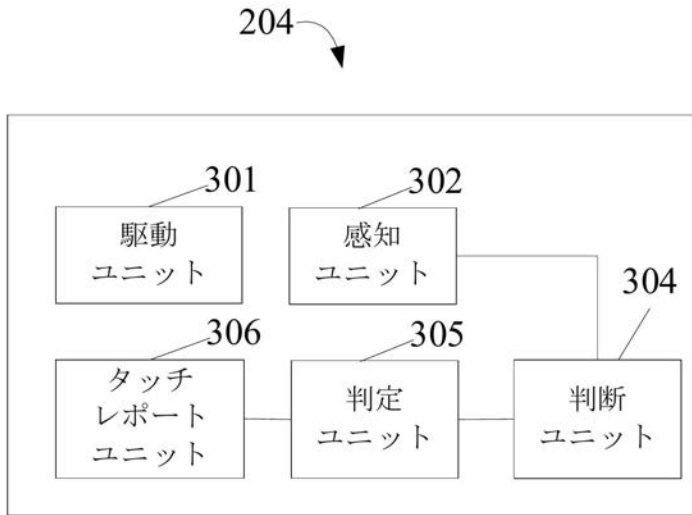 204
301
駆動
ユニット
302
感知
ユニット
304
判断
ユニット
305
判定
ユニット
306
タッチ
レポート
ユニット